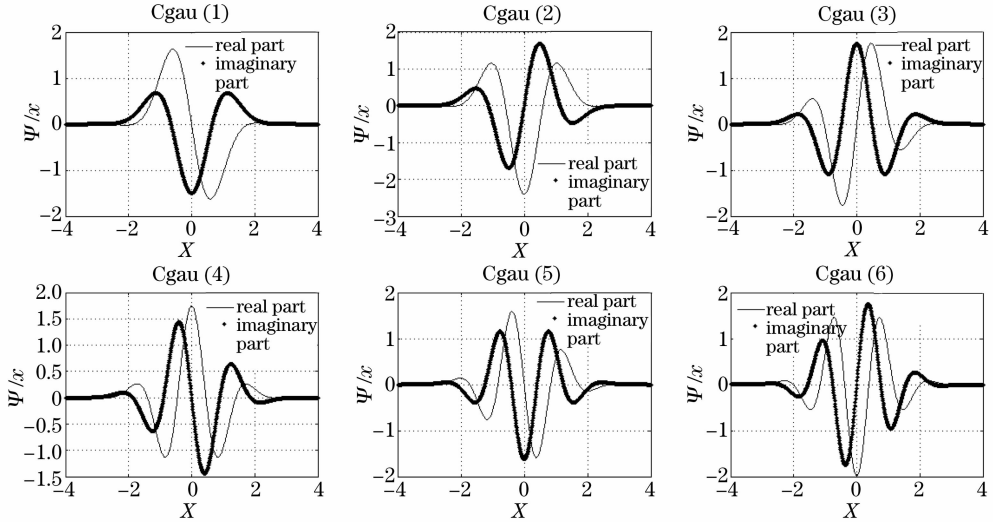 Cgau (1)
2
1
0
−1
−2
−4
−2
0
2
4
real part
imaginary
part
Ψ/x
X
Cgau (2)
2
1
0
−1
−2
−3
−4
−2
0
2
4
real part
imaginary
part
Ψ/x
X
Cgau (3)
2
1
0
−1
−2
−4
−2
0
2
4
real part
imaginary
part
Ψ/x
X
Cgau (4)
2.0
1.5
1.0
0.5
0
−0.5
−1.0
−1.5
−4
−2
0
2
4
real part
imaginary
part
Ψ/x
X
Cgau (5)
2
1
0
−1
−2
−4
−2
0
2
4
real part
imaginary
part
Ψ/x
X
Cgau (6)
2
1
0
−1
−2
−4
−2
0
2
4
real part
imaginary
part
Ψ/x
X